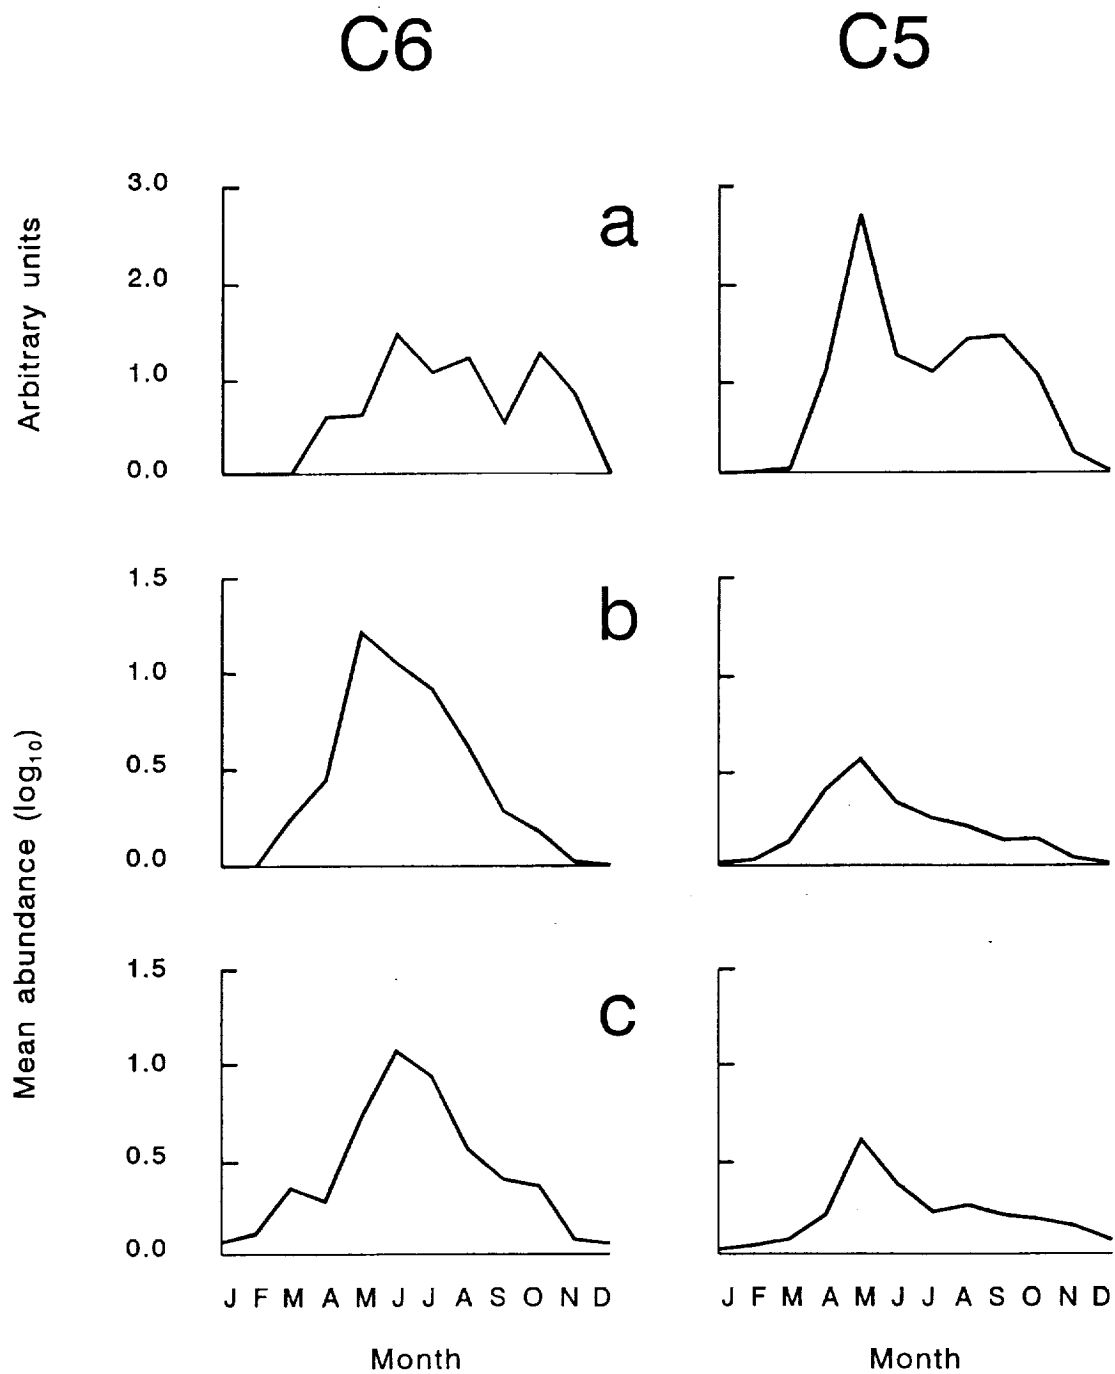 C6 C5
Arbitrary units
3.0
2.0
1.0
0.0
a
Mean abundance (log₁₀)
1.5
1.0
0.5
0.0
b
1.5
1.0
0.5
0.0
c
J F M A M J J A S O N D
J F M A M J J A S O N D
Month Month